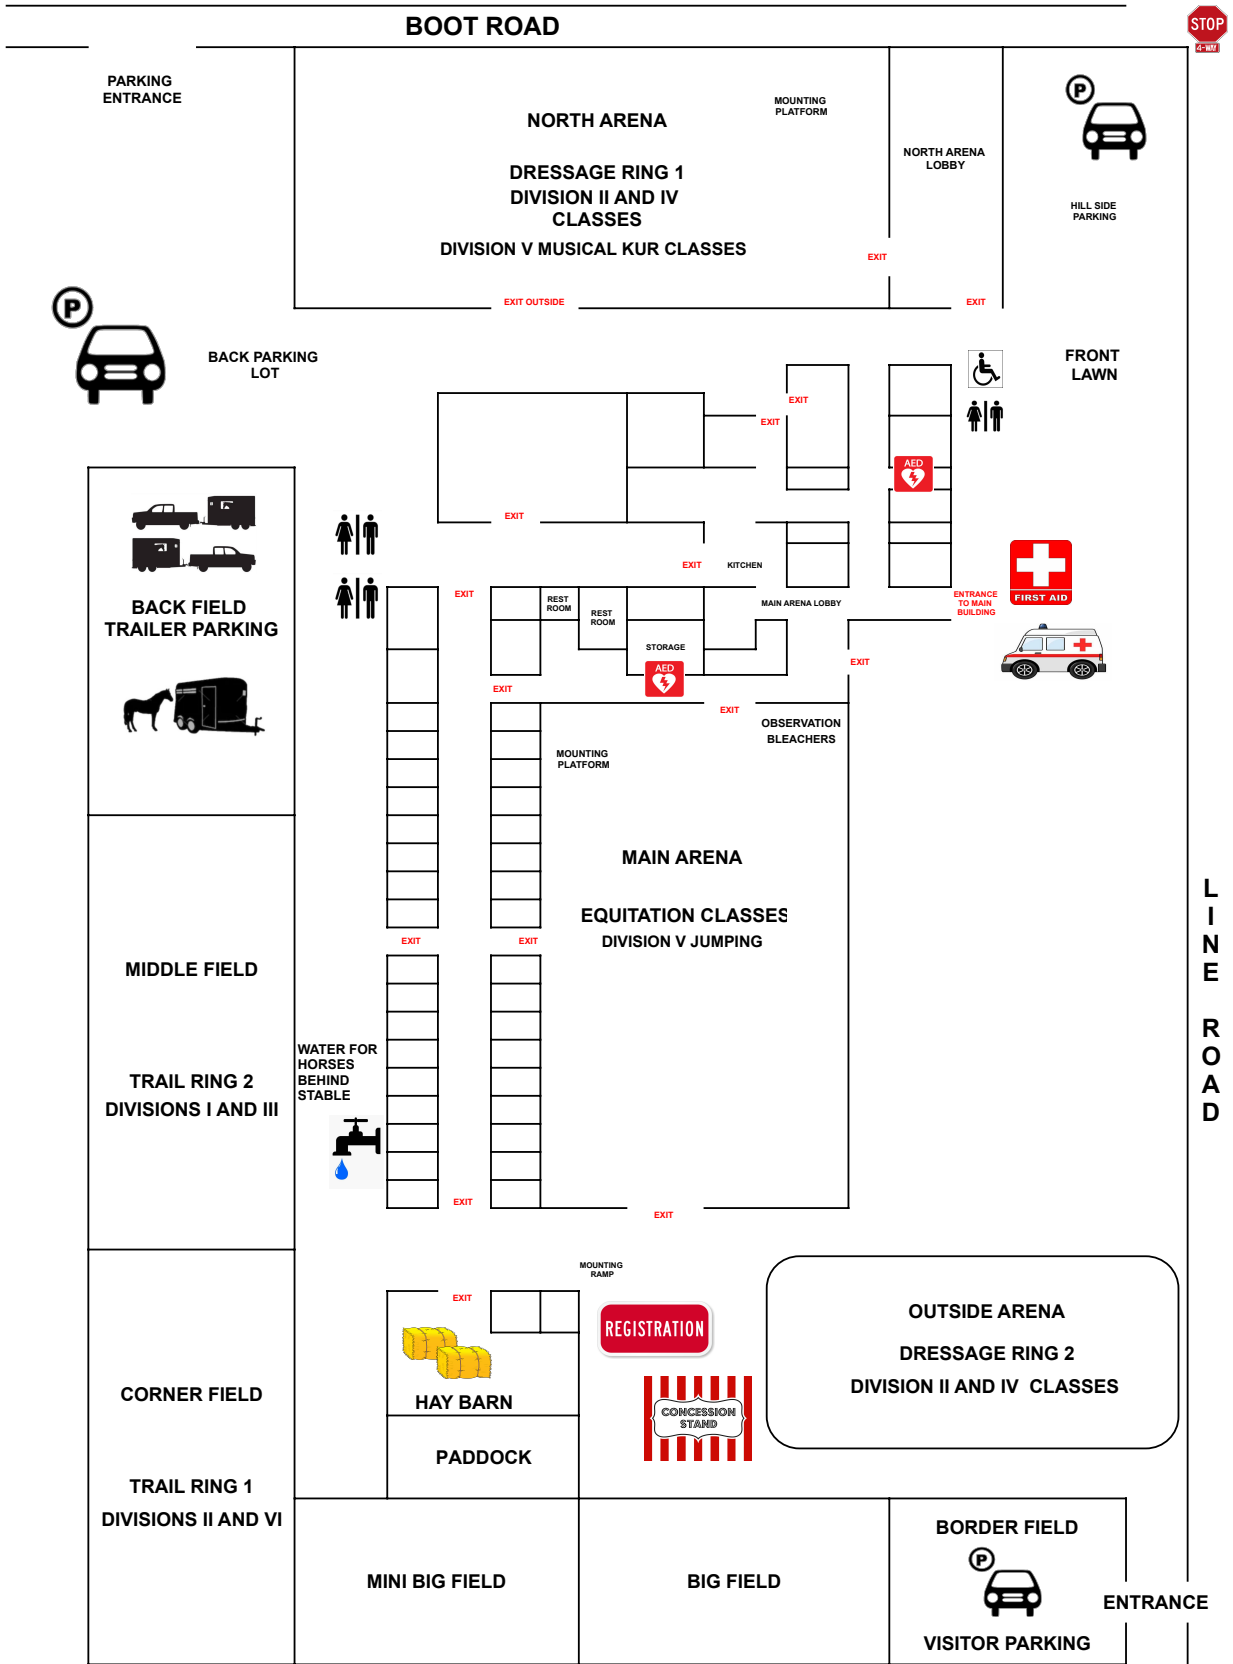 BOOT ROAD
STOP
4-WAY
PARKING
ENTRANCE
NORTH ARENA
MOUNTING
PLATFORM
P
DRESSAGE RING 1
DIVISION II AND IV
CLASSES
DIVISION V MUSICAL KUR CLASSES
NORTH ARENA
LOBBY
HILL SIDE
PARKING
EXIT
EXIT OUTSIDE
EXIT
P
BACK PARKING
LOT
FRONT
LAWN
EXIT
EXIT
AED
EXIT
EXIT
KITCHEN
FIRST AID
BACK FIELD
TRAILER PARKING
EXIT
REST
ROOM
REST
ROOM
MAIN ARENA LOBBY
ENTRANCE
TO MAIN
BUILDING
STORAGE
AED
EXIT
EXIT
EXIT
OBSERVATION
BLEACHERS
MOUNTING
PLATFORM
MAIN ARENA
EQUITATION CLASSES
DIVISION V JUMPING
EXIT
EXIT
L
I
N
E
R
O
A
D
MIDDLE FIELD
TRAIL RING 2
DIVISIONS I AND III
WATER FOR
HORSES
BEHIND
STABLE
EXIT
EXIT
MOUNTING
RAMP
EXIT
REGISTRATION
HAY BARN
PADDOCK
CONCESSION
STAND
OUTSIDE ARENA
DRESSAGE RING 2
DIVISION II AND IV CLASSES
CORNER FIELD
TRAIL RING 1
DIVISIONS II AND VI
MINI BIG FIELD
BIG FIELD
BORDER FIELD
P
VISITOR PARKING
ENTRANCE